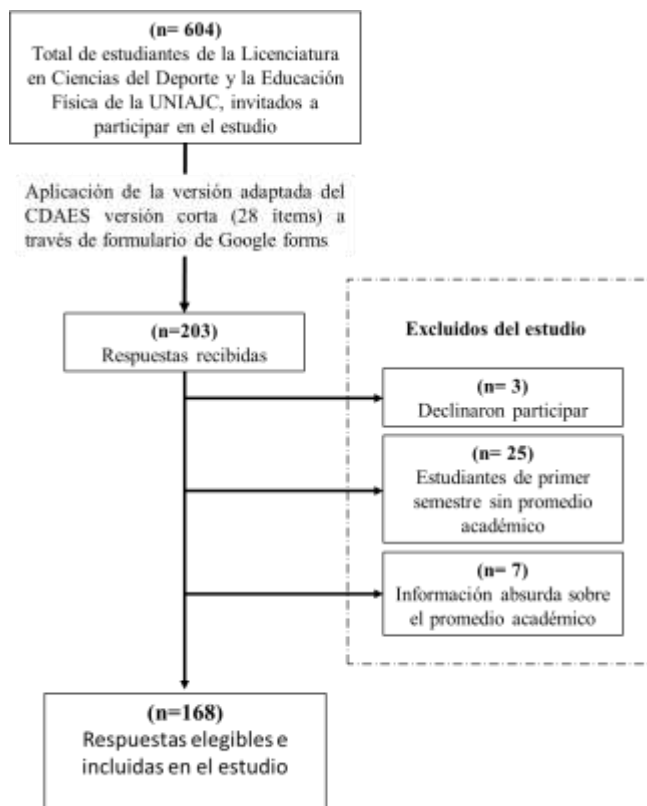 (n= 604)
Total de estudiantes de la Licenciatura
en Ciencias del Deporte y la Educación
Física de la UNIAJC, invitados a
participar en el estudio
Aplicación de la versión adaptada del
CDAES versión corta (28 ítems) a
través de formulario de Google forms
(n=203)
Respuestas recibidas
Excluidos del estudio
(n= 3)
Declinaron participar
(n= 25)
Estudiantes de primer
semestre sin promedio
académico
(n= 7)
Información absurda sobre
el promedio académico
(n=168)
Respuestas elegibles e
incluidas en el estudio